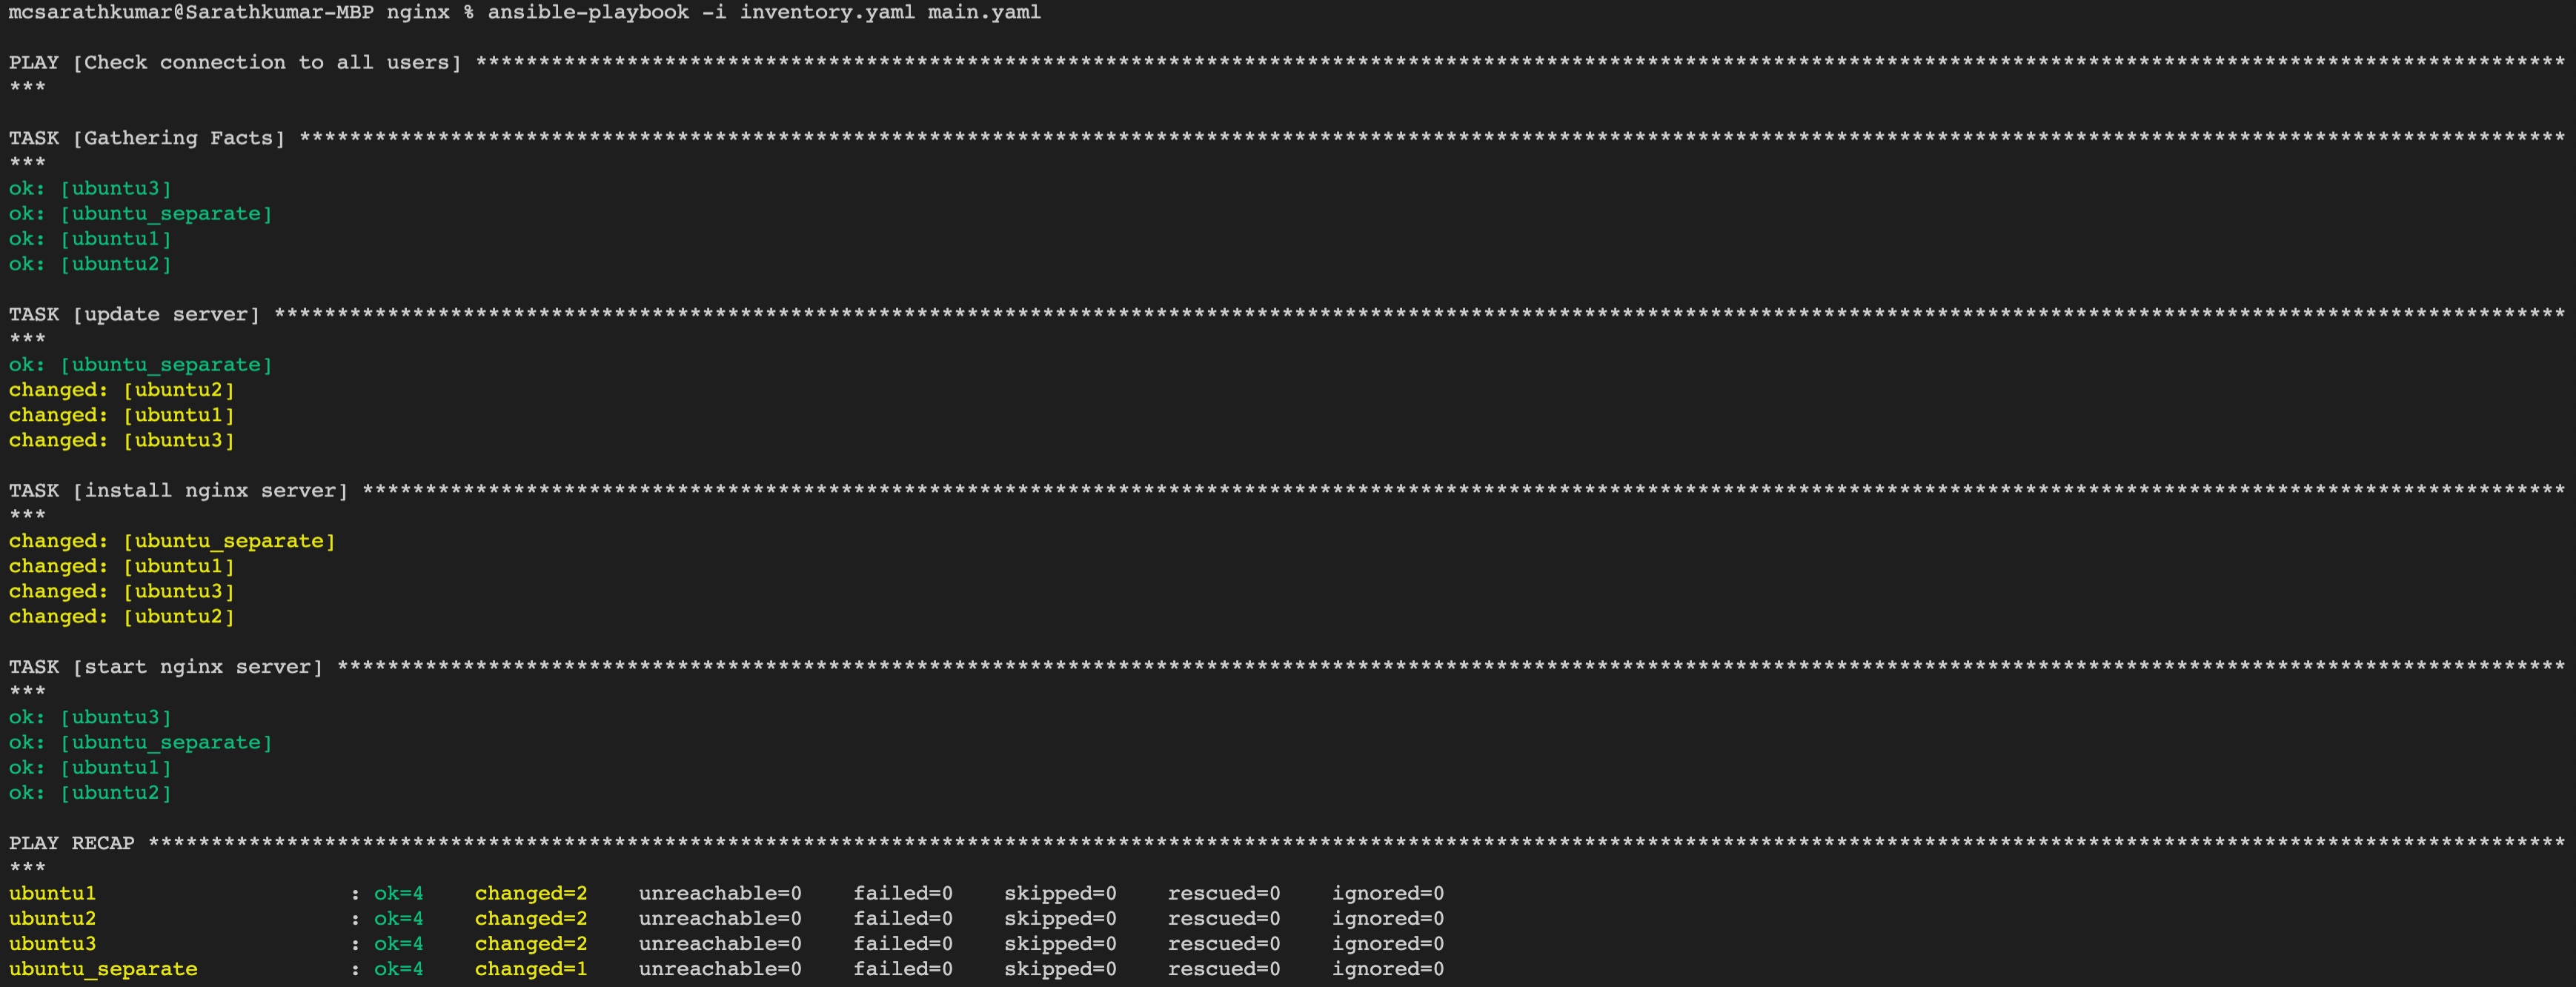 mcsarathkumar@Sarathkumar-MBP nginx % ansible-playbook -i inventory.yaml main.yaml
PLAY [Check connection to all users] **********************************************************************************************************************************************************************
***
TASK [Gathering Facts] ************************************************************************************************************************************************************************************
***
ok: [ubuntu3]
ok: [ubuntu_separate]
ok: [ubuntu1]
ok: [ubuntu2]
TASK [update server] **************************************************************************************************************************************************************************************
***
ok: [ubuntu_separate]
changed: [ubuntu2]
changed: [ubuntu1]
changed: [ubuntu3]
TASK [install nginx server] *******************************************************************************************************************************************************************************
***
changed: [ubuntu_separate]
changed: [ubuntu1]
changed: [ubuntu3]
changed: [ubuntu2]
TASK [start nginx server] *********************************************************************************************************************************************************************************
***
ok: [ubuntu3]
ok: [ubuntu_separate]
ok: [ubuntu1]
ok: [ubuntu2]
PLAY RECAP ************************************************************************************************************************************************************************************************
***
ubuntu1                    : ok=4    changed=2    unreachable=0    failed=0    skipped=0    rescued=0    ignored=0
ubuntu2                    : ok=4    changed=2    unreachable=0    failed=0    skipped=0    rescued=0    ignored=0
ubuntu3                    : ok=4    changed=2    unreachable=0    failed=0    skipped=0    rescued=0    ignored=0
ubuntu_separate            : ok=4    changed=1    unreachable=0    failed=0    skipped=0    rescued=0    ignored=0